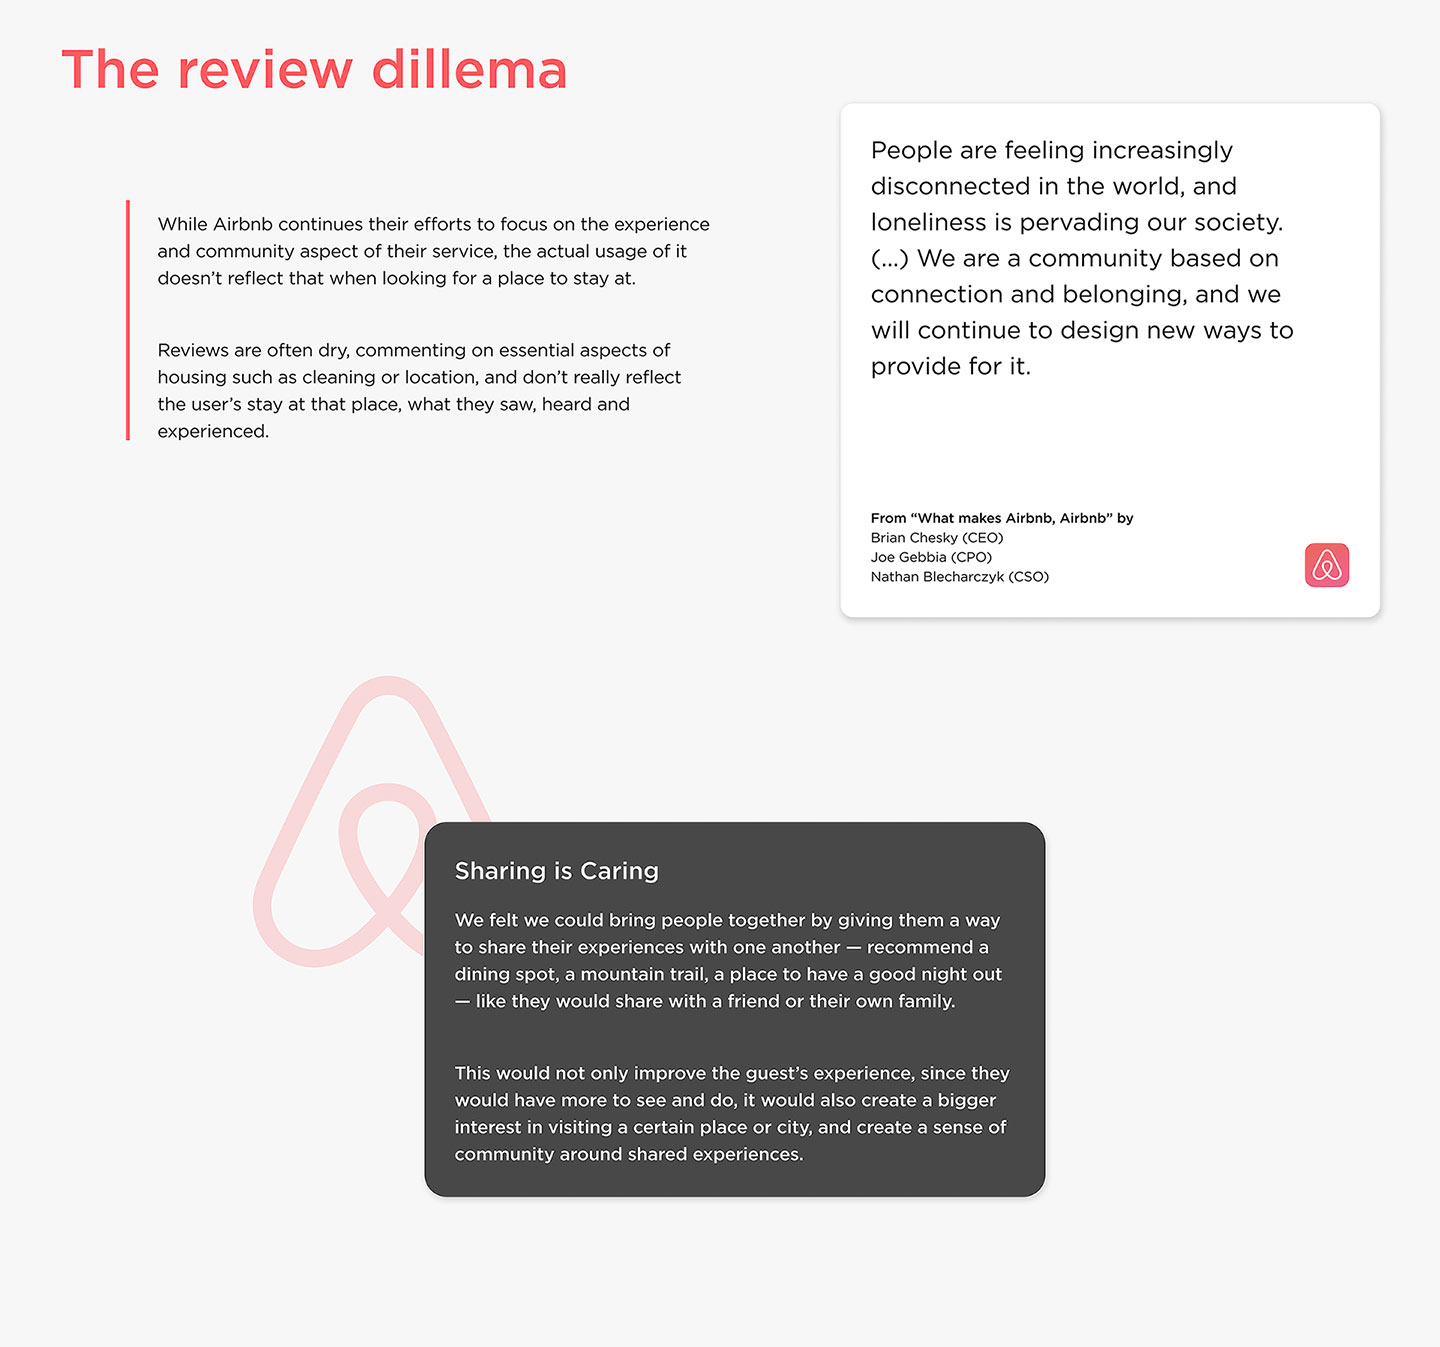 The review dillema
While Airbnb continues their efforts to focus on the experience
and community aspect of their service, the actual usage of it
doesn’t reflect that when looking for a place to stay at.
Reviews are often dry, commenting on essential aspects of
housing such as cleaning or location, and don’t really reflect
the user’s stay at that place, what they saw, heard and
experienced.
People are feeling increasingly
disconnected in the world, and
loneliness is pervading our society.
(...) We are a community based on
connection and belonging, and we
will continue to design new ways to
provide for it.
From “What makes Airbnb, Airbnb” by
Brian Chesky (CEO)
Joe Gebbia (CPO)
Nathan Blecharczyk (CSO)
Sharing is Caring
We felt we could bring people together by giving them a way
to share their experiences with one another — recommend a
dining spot, a mountain trail, a place to have a good night out
— like they would share with a friend or their own family.
This would not only improve the guest’s experience, since they
would have more to see and do, it would also create a bigger
interest in visiting a certain place or city, and create a sense of
community around shared experiences.